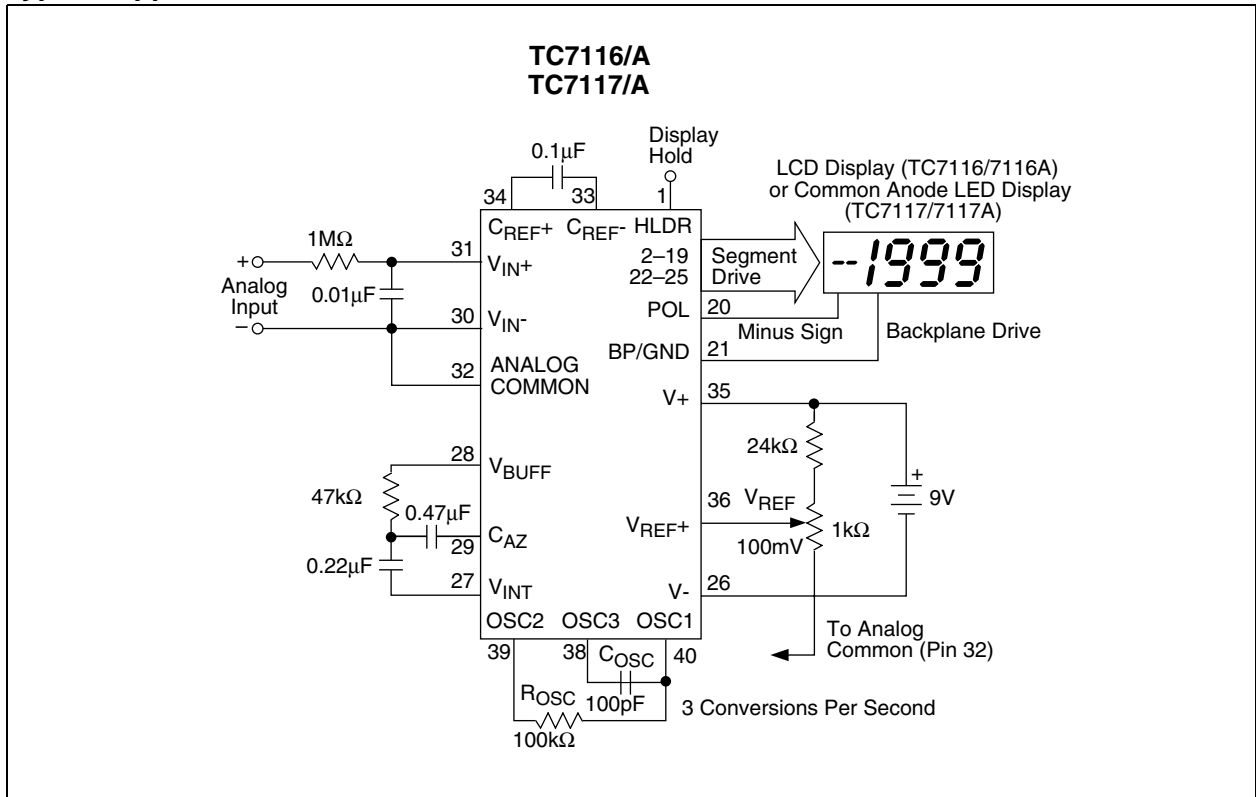 TC7116/A
TC7117/A
Display
Hold
0.1µF
LCD Display (TC7116/7116A)
or Common Anode LED Display
(TC7117/7117A)
34
33
1
CREF+
CREF-
HLDR
1MΩ
31
VIN+
2–19
22–25
Segment
Drive
--1999
+
Analog
Input
–
0.01µF
30
VIN-
POL
20
Minus Sign
Backplane Drive
BP/GND
21
32
ANALOG
COMMON
V+
35
24kΩ
28
VBUFF
+
9V
47kΩ
36
VREF
VREF+
1kΩ
100mV
0.47µF
29
CAZ
0.22µF
27
VINT
V-
26
OSC2
OSC3
OSC1
To Analog
Common (Pin 32)
39
38
COSC
40
ROSC
100pF
3 Conversions Per Second
100kΩ